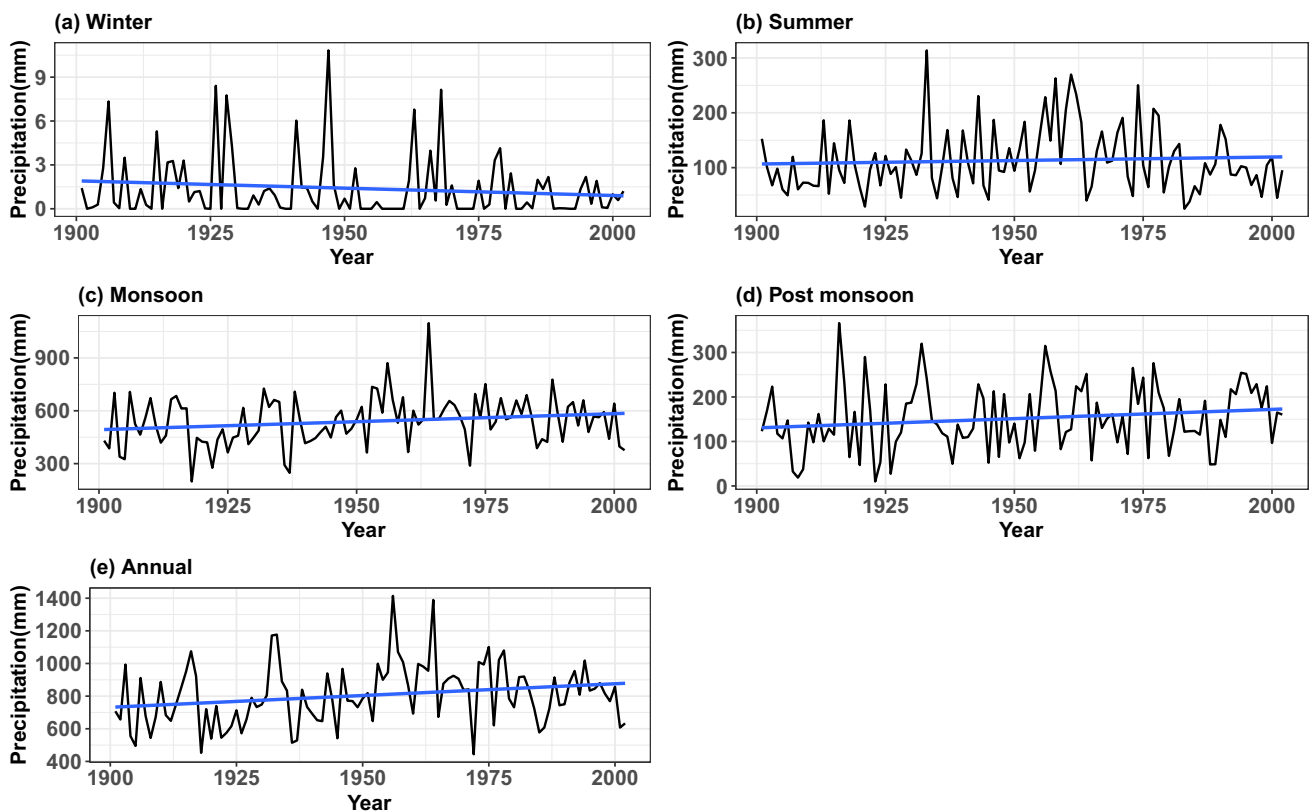 (a) Winter
Precipitation(mm)
9
6
3
0
1900 1925 1950 1975 2000
Year
(b) Summer
Precipitation(mm)
300
200
100
1900 1925 1950 1975 2000
Year
(c) Monsoon
Precipitation(mm)
900
600
300
1900 1925 1950 1975 2000
Year
(d) Post monsoon
Precipitation(mm)
300
200
100
0
1900 1925 1950 1975 2000
Year
(e) Annual
Precipitation(mm)
1400
1200
1000
800
600
400
1900 1925 1950 1975 2000
Year